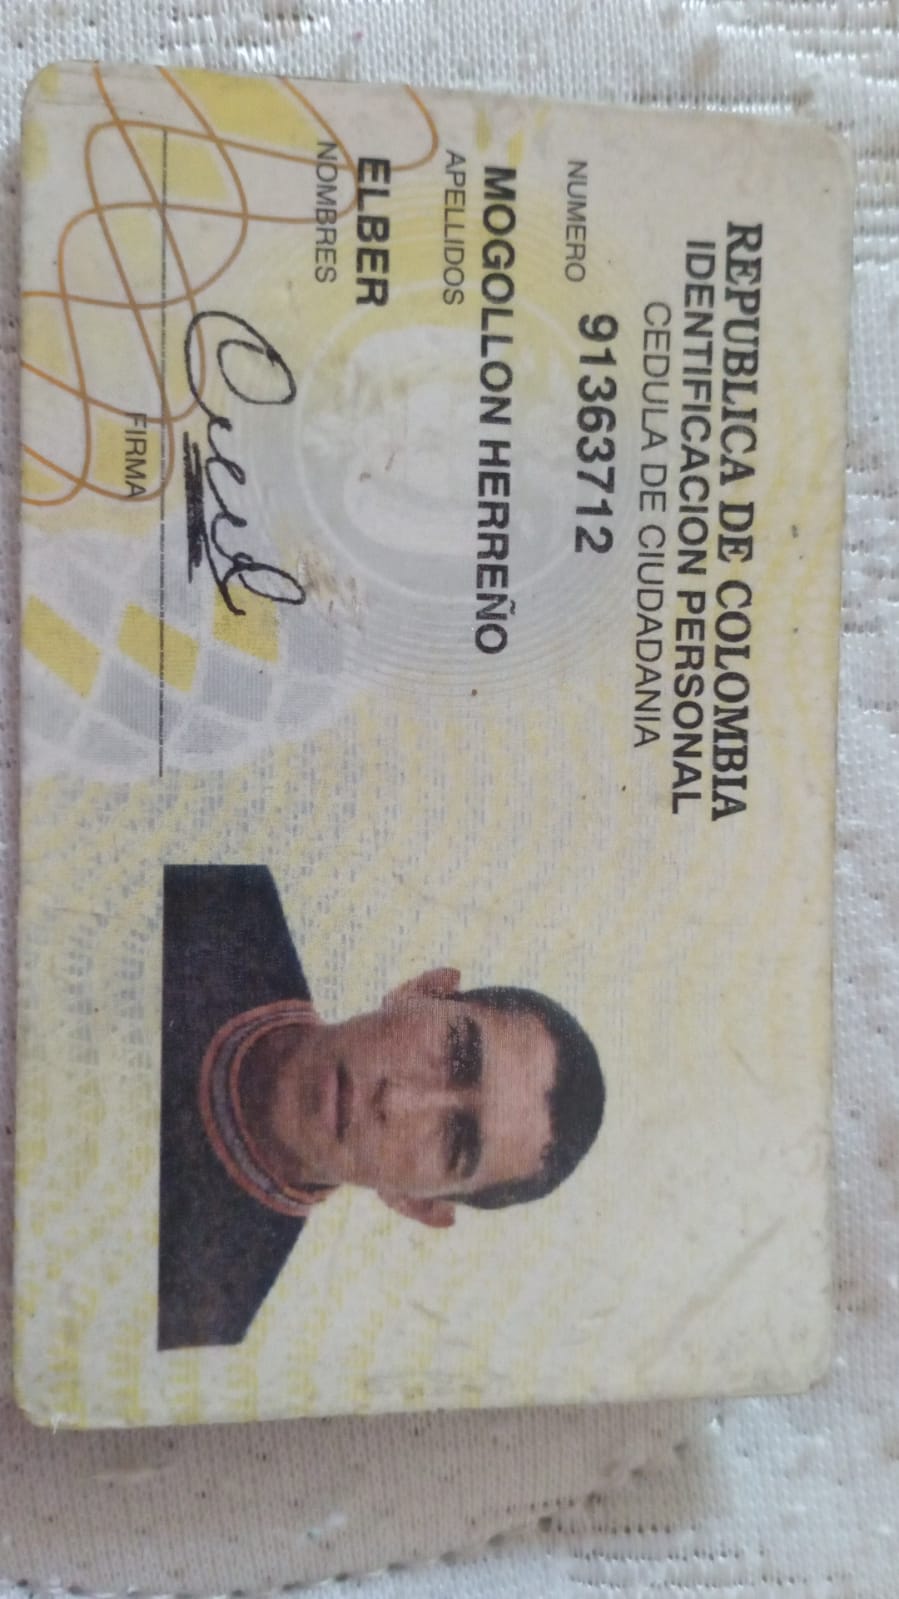 REPUBLICA DE COLOMBIA
IDENTIFICACION PERSONAL
CEDULA DE CIUDADANIA
NUMERO 91363712
MOGOLLON HERREÑO
APELLIDOS
ELBER
NOMBRES
FIRMA